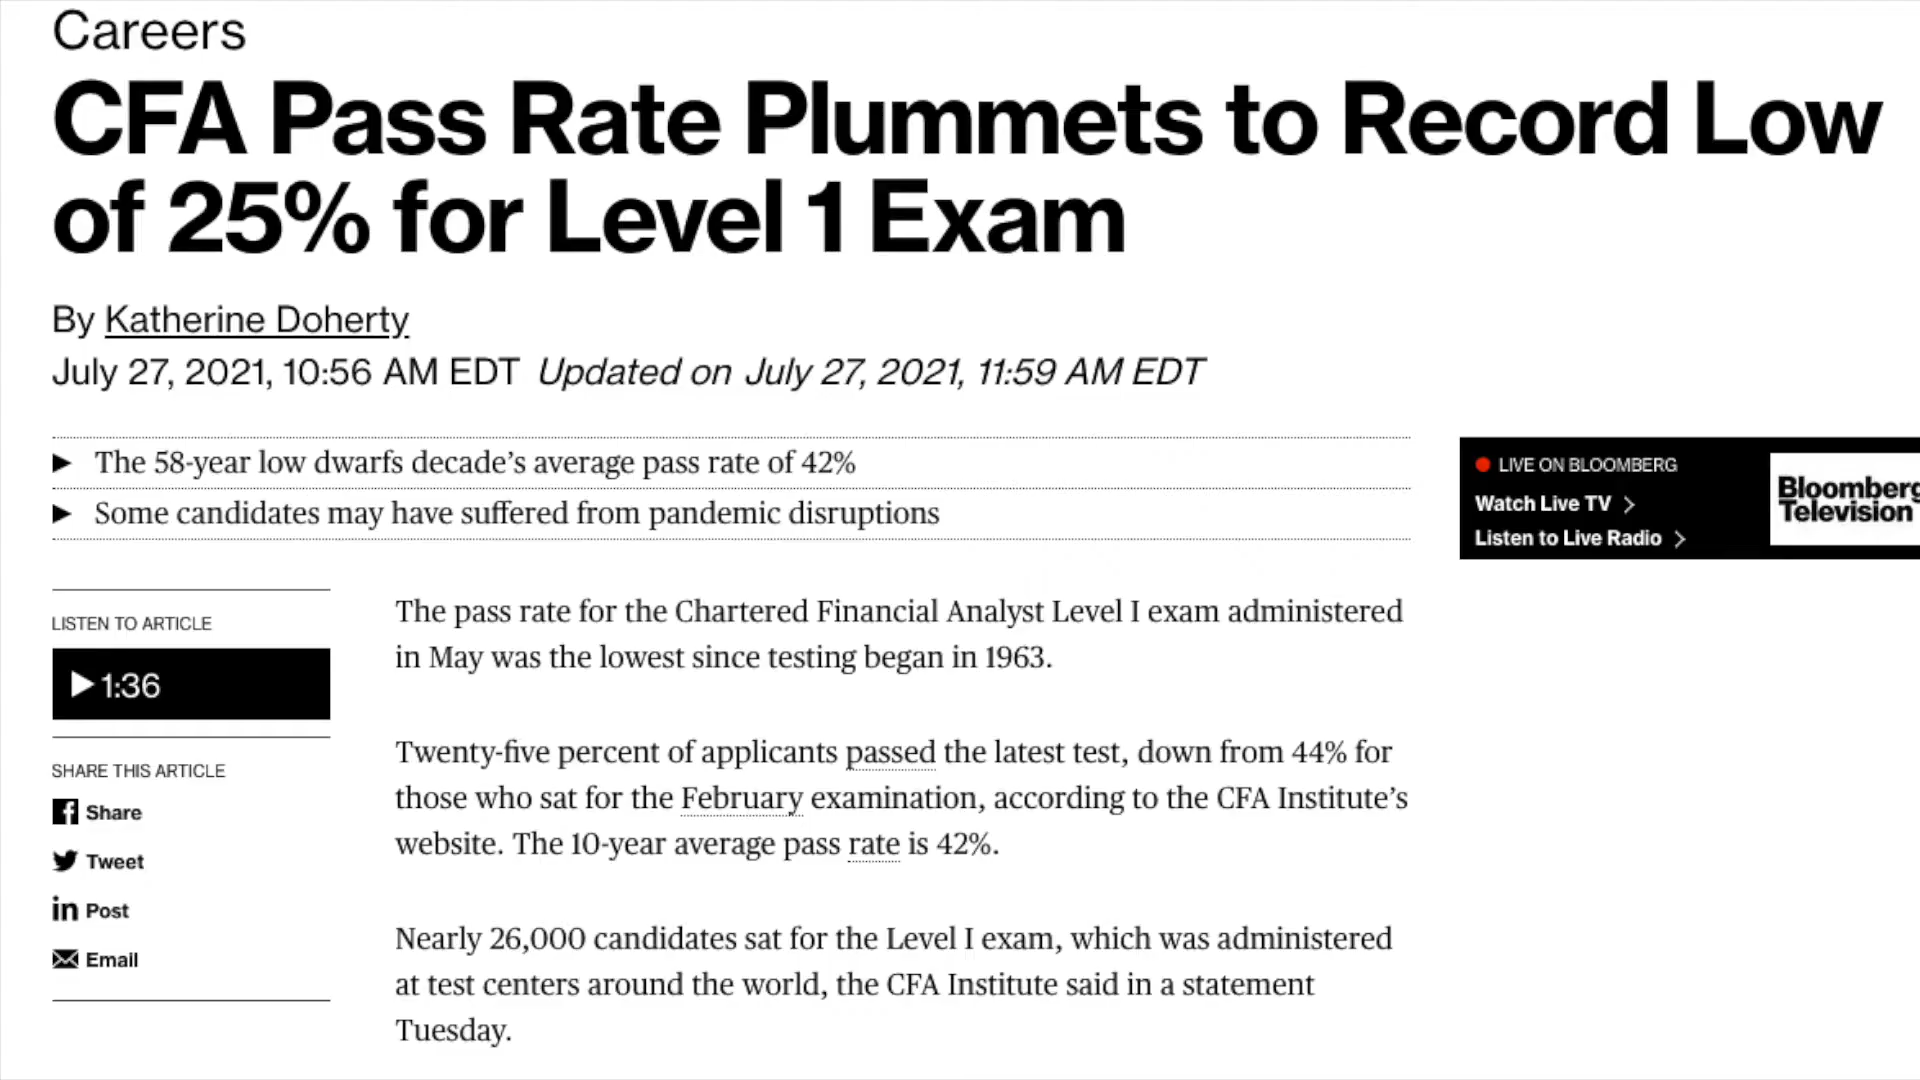 Careers
CFA Pass Rate Plummets to Record Low
of 25% for Level 1 Exam
By Katherine Doherty
July 27, 2021, 10:56 AM EDT Updated on July 27, 2021, 11:59 AM EDT
The 58-year low dwarfs decade's average pass rate of 42%
Some candidates may have suffered from pandemic disruptions
LIVE ON BLOOMBERG
Watch Live TV
Listen to Live Radio
Bloomberg
Television
LISTEN TO ARTICLE
1:36
SHARE THIS ARTICLE
Share
Tweet
Post
Email
The pass rate for the Chartered Financial Analyst Level I exam administered
in May was the lowest since testing began in 1963.
Twenty-five percent of applicants passed the latest test, down from 44% for
those who sat for the February examination, according to the CFA Institute's
website. The 10-year average pass rate is 42%.
Nearly 26,000 candidates sat for the Level I exam, which was administered
at test centers around the world, the CFA Institute said in a statement
Tuesday.